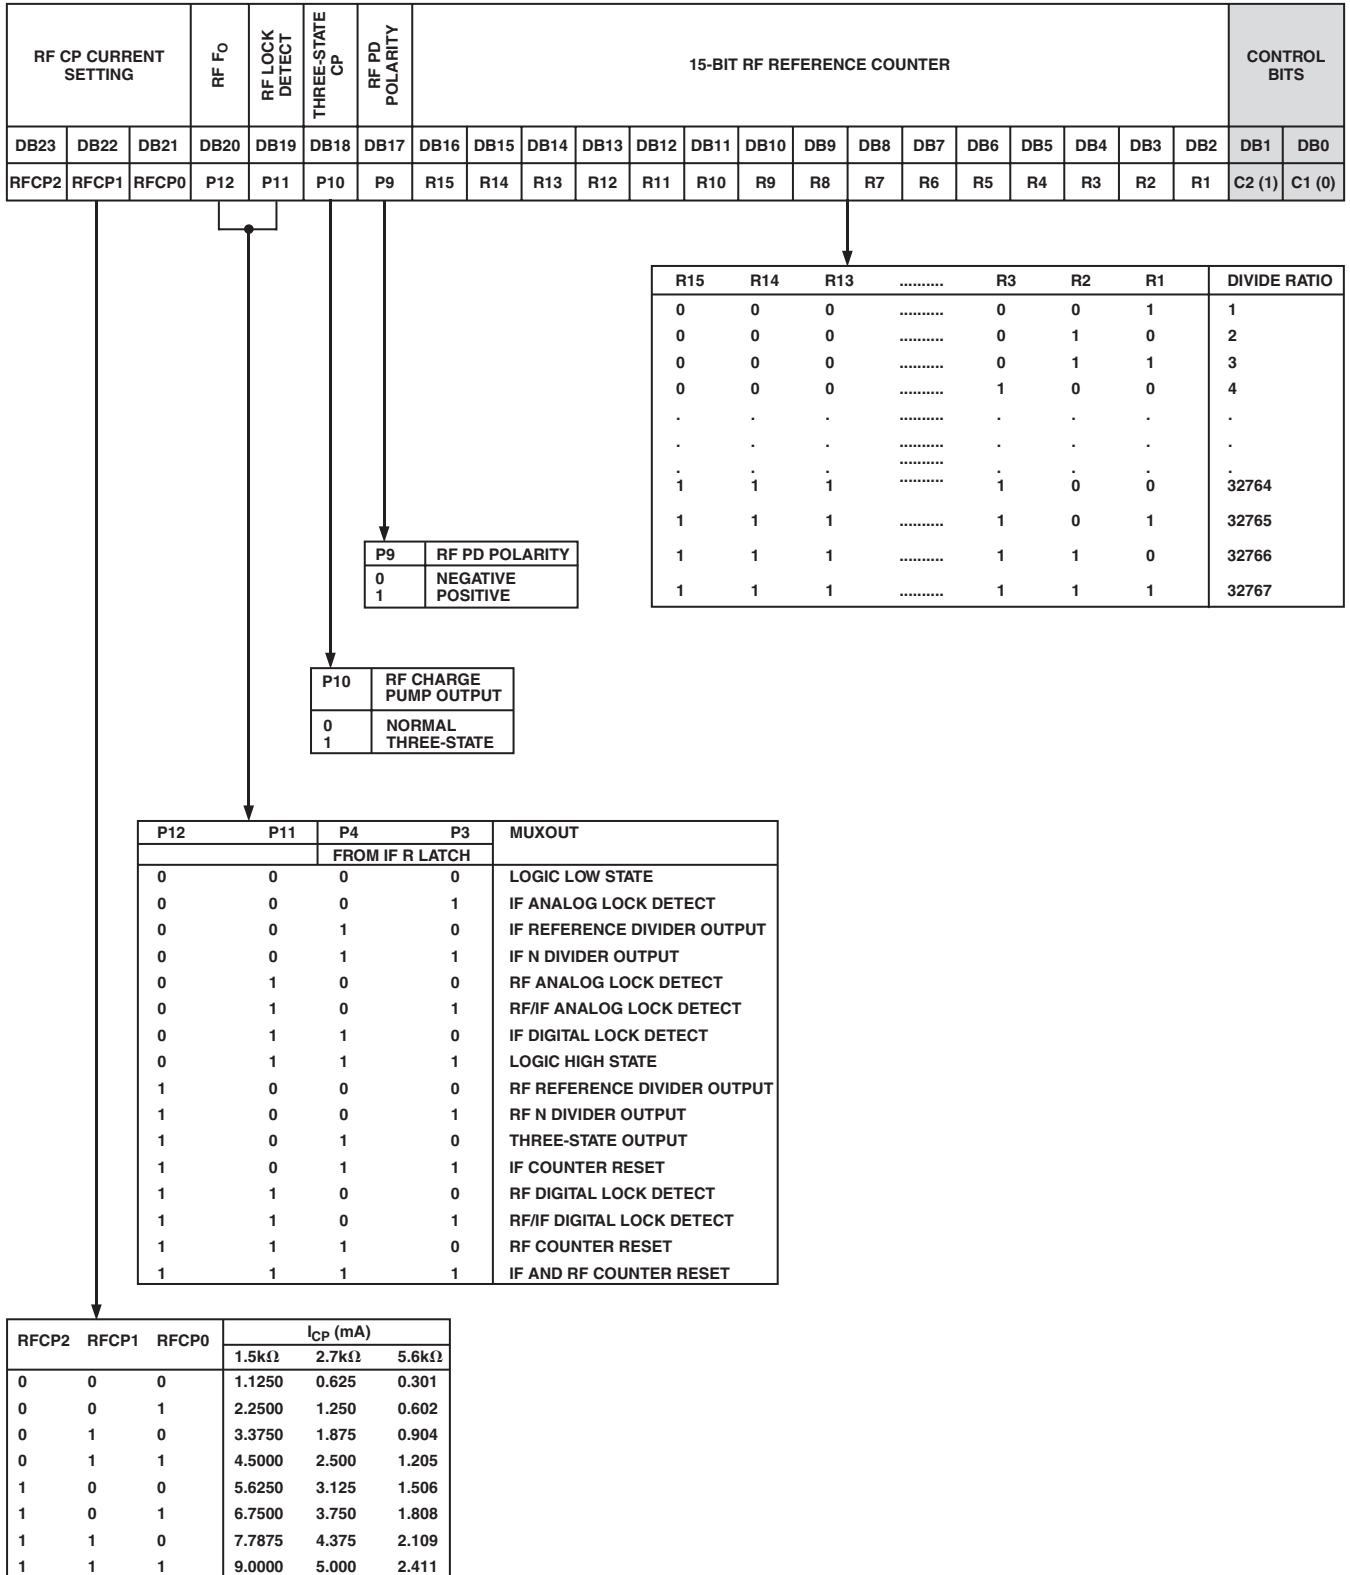 RF CP CURRENT SETTING RF FO RF LOCK DETECT THREE-STATE CP RF PD POLARITY 15-BIT RF REFERENCE COUNTER CONTROL BITS
DB23 DB22 DB21 DB20 DB19 DB18 DB17 DB16 DB15 DB14 DB13 DB12 DB11 DB10 DB9 DB8 DB7 DB6 DB5 DB4 DB3 DB2 DB1 DB0
RFCP2 RFCP1 RFCP0 P12 P11 P10 P9 R15 R14 R13 R12 R11 R10 R9 R8 R7 R6 R5 R4 R3 R2 R1 C2 (1) C1 (0)
R15 R14 R13 .......... R3 R2 R1 DIVIDE RATIO
0 0 0 .......... 0 0 1 1
0 0 0 .......... 0 1 0 2
0 0 0 .......... 0 1 1 3
0 0 0 .......... 1 0 0 4
. . . .......... . . . .
. . . .......... . . . .
. . . .......... . . . .
1 1 1 .......... 1 0 0 32764
1 1 1 .......... 1 0 1 32765
1 1 1 .......... 1 1 0 32766
1 1 1 .......... 1 1 1 32767
P9 RF PD POLARITY
0 NEGATIVE
1 POSITIVE
P10 RF CHARGE
PUMP OUTPUT
0 NORMAL
1 THREE-STATE
P12 P11 P4 P3 MUXOUT
FROM IF R LATCH
0 0 0 0 LOGIC LOW STATE
0 0 0 1 IF ANALOG LOCK DETECT
0 0 1 0 IF REFERENCE DIVIDER OUTPUT
0 0 1 1 IF N DIVIDER OUTPUT
0 1 0 0 RF ANALOG LOCK DETECT
0 1 0 1 RF/IF ANALOG LOCK DETECT
0 1 1 0 IF DIGITAL LOCK DETECT
0 1 1 1 LOGIC HIGH STATE
1 0 0 0 RF REFERENCE DIVIDER OUTPUT
1 0 0 1 RF N DIVIDER OUTPUT
1 0 1 0 THREE-STATE OUTPUT
1 0 1 1 IF COUNTER RESET
1 1 0 0 RF DIGITAL LOCK DETECT
1 1 0 1 RF/IF DIGITAL LOCK DETECT
1 1 1 0 RF COUNTER RESET
1 1 1 1 IF AND RF COUNTER RESET
RFCP2 RFCP1 RFCP0 ICP (mA)
1.5kΩ 2.7kΩ 5.6kΩ
0 0 0 1.1250 0.625 0.301
0 0 1 2.2500 1.250 0.602
0 1 0 3.3750 1.875 0.904
0 1 1 4.5000 2.500 1.205
1 0 0 5.6250 3.125 1.506
1 0 1 6.7500 3.750 1.808
1 1 0 7.7875 4.375 2.109
1 1 1 9.0000 5.000 2.411